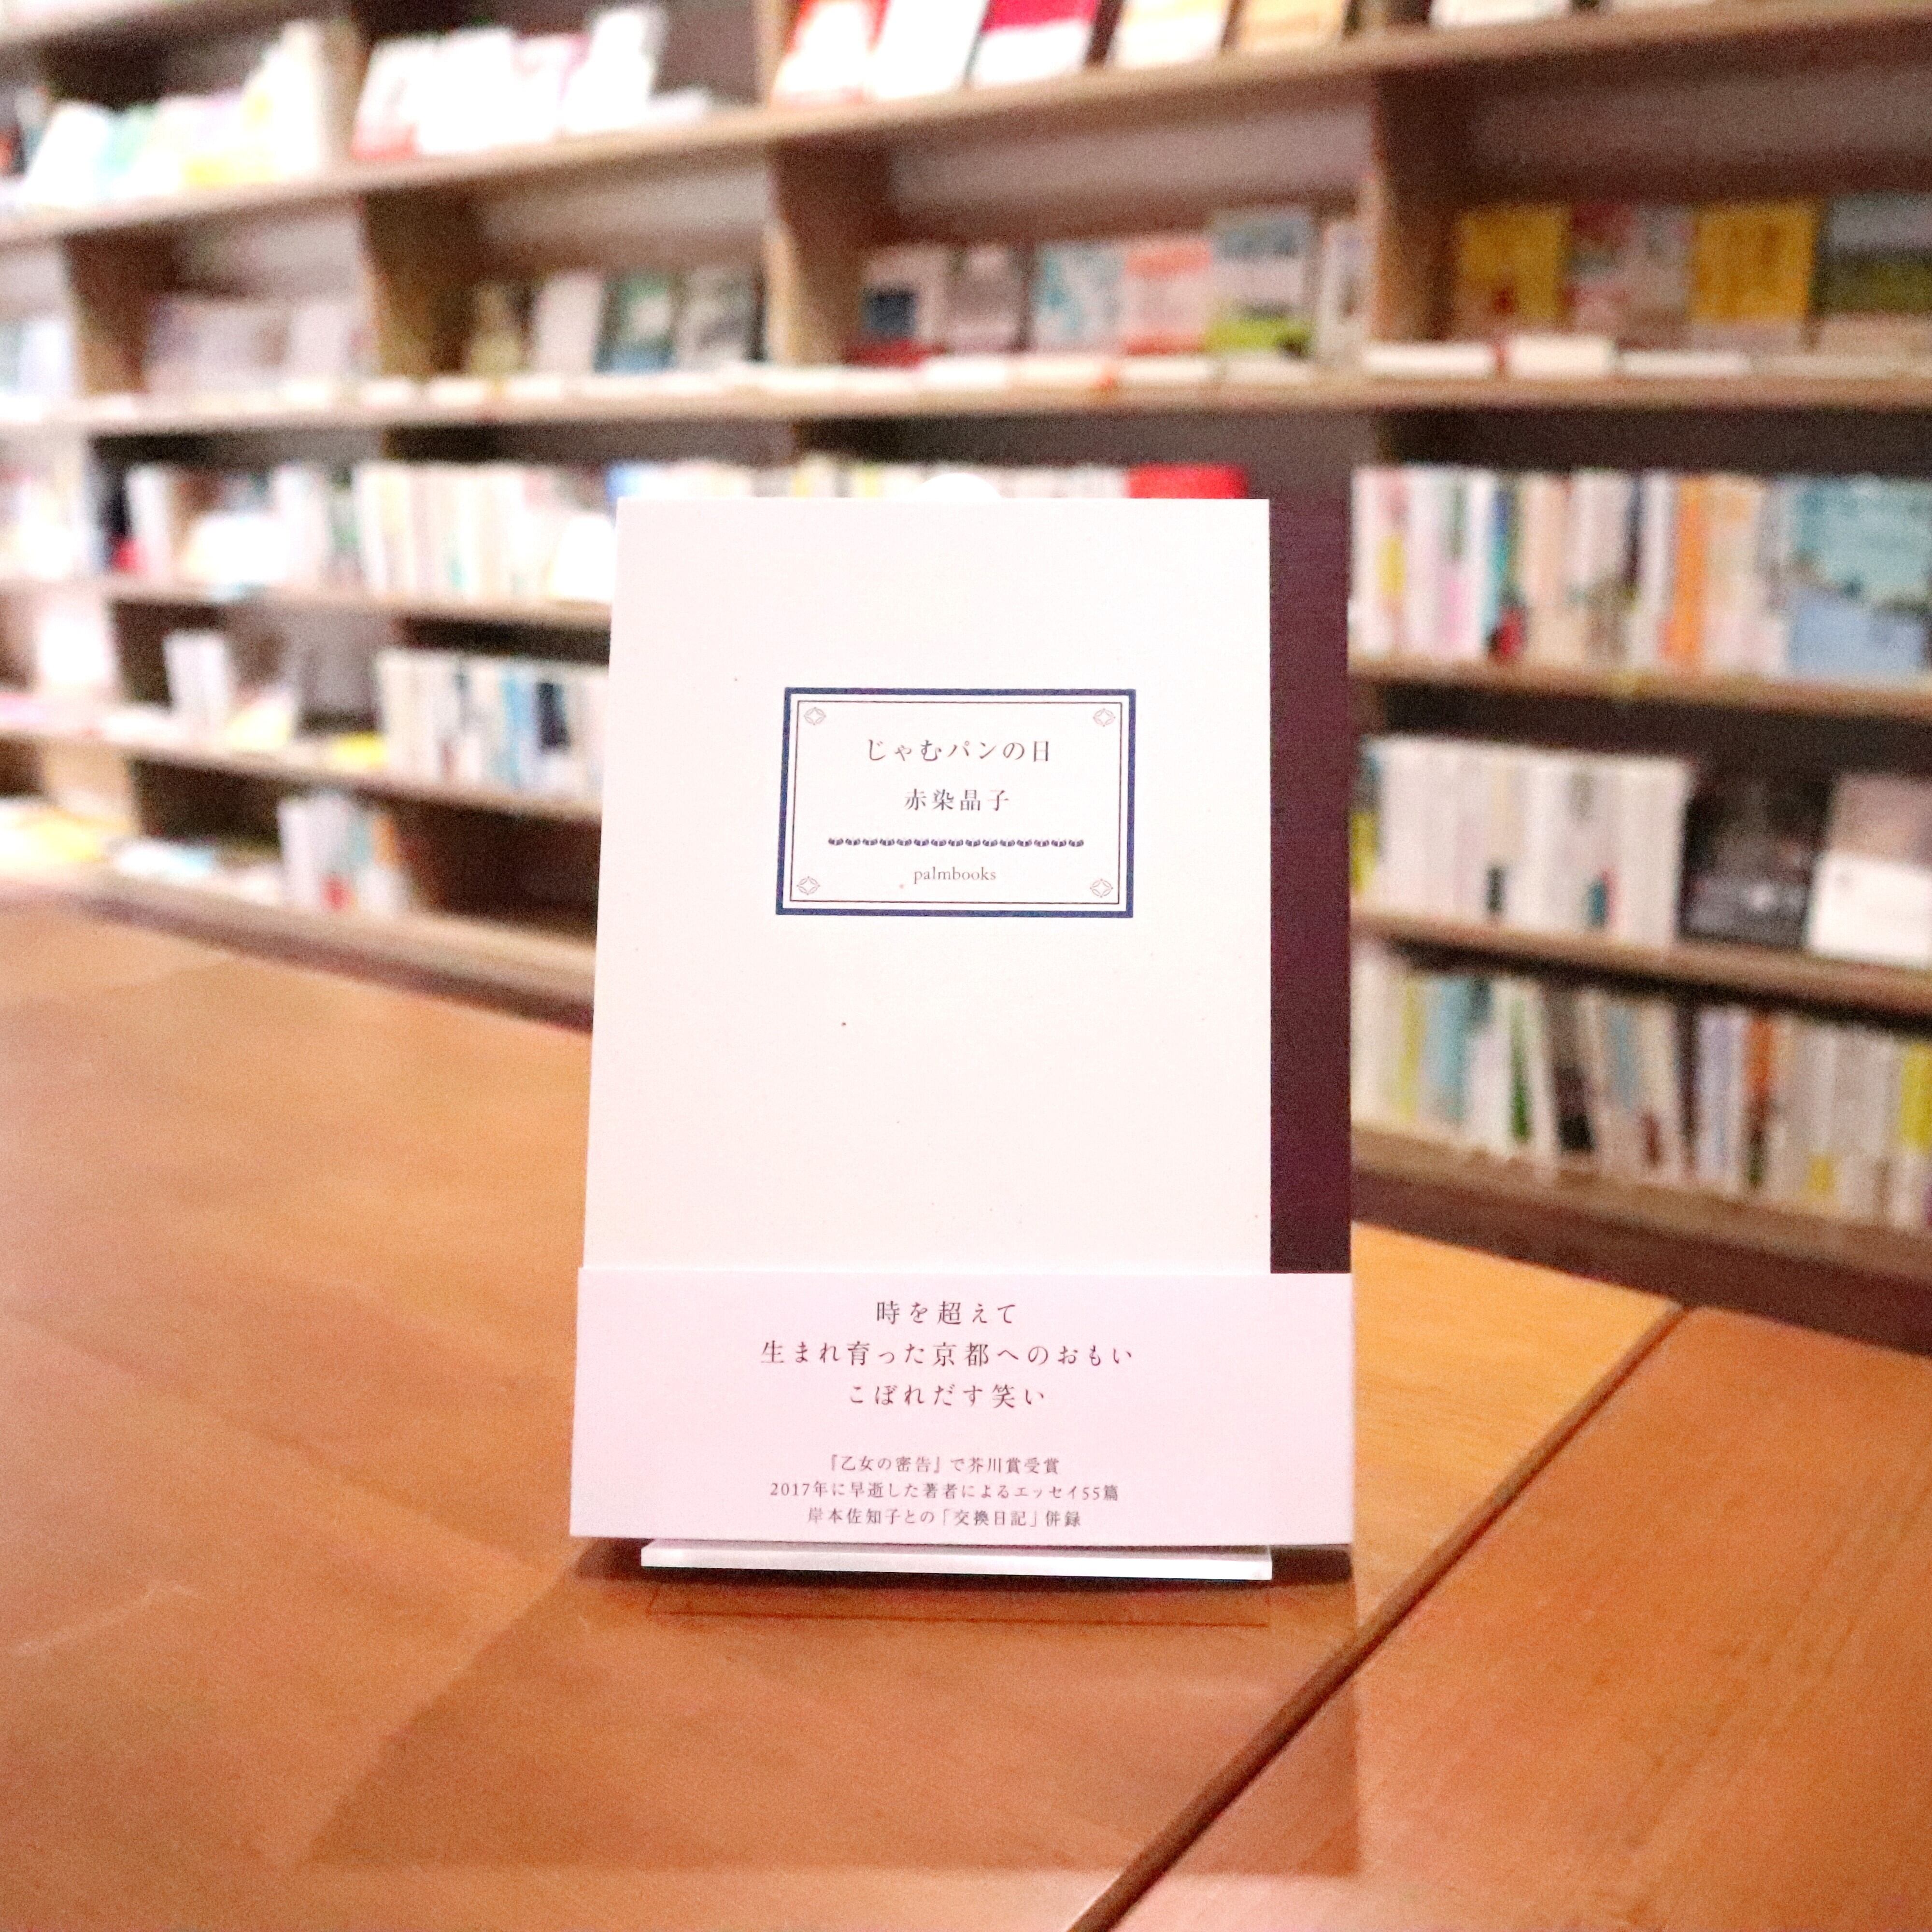 じゃむパンの日
赤染晶子
palmbooks
時を超えて
生まれ育った京都へのおもい
こぼれだす笑い
『乙女の密告』で芥川賞受賞
2017年に早逝した著者によるエッセイ55篇
岸本佐知子との「交換日記」併録